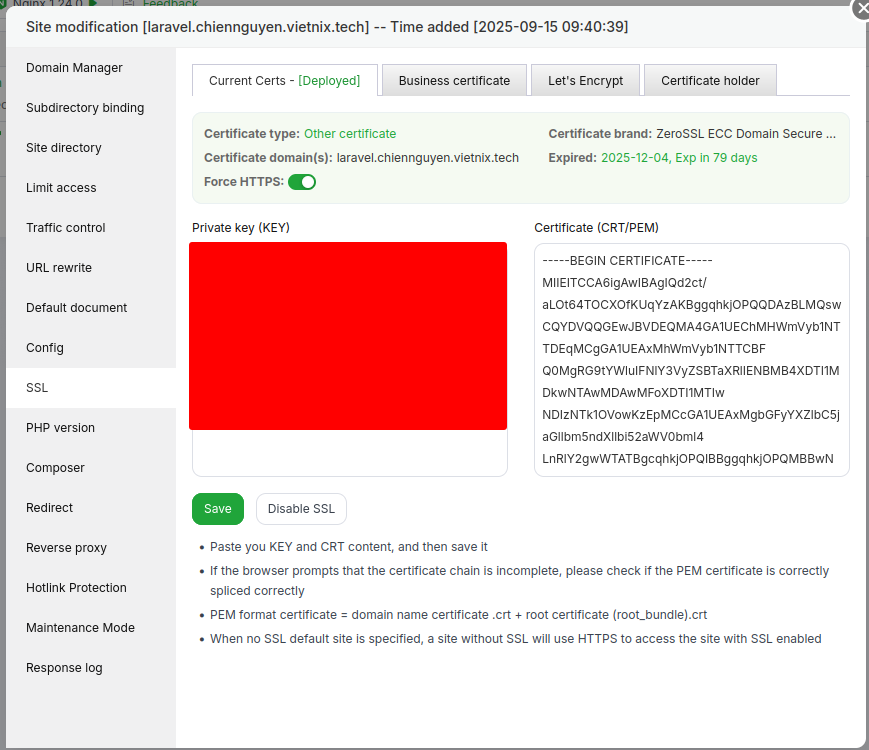 Nginx 1.24.0
Feedback
Site modification [laravel.chiennguyen.vietnix.tech] -- Time added [2025-09-15 09:40:39]
Domain Manager
Subdirectory binding
Site directory
Limit access
Traffic control
URL rewrite
Default document
Config
SSL
PHP version
Composer
Redirect
Reverse proxy
Hotlink Protection
Maintenance Mode
Response log
Current Certs - [Deployed]
Business certificate
Let's Encrypt
Certificate holder
Certificate type: Other certificate
Certificate brand: ZeroSSL ECC Domain Secure ...
Certificate domain(s): laravel.chiennguyen.vietnix.tech
Expired: 2025-12-04, Exp in 79 days
Force HTTPS:
Private key (KEY)
Certificate (CRT/PEM)
-----BEGIN CERTIFICATE-----
MIIEITCCA6igAwIBAgIQd2ct/
aLOt64TOCXOfKUqYzAKBggqhkjOPQQDAzBLMQsw
CQYDVQQGEwJBVDEQMA4GA1UEChMHWmVyb1NT
TDEqMCgGA1UEAxMhWmVyb1NTTCBF
Q0MgRG9tYWluIFNlY3VyZSBTaXRlIENBMB4XDTI1M
DkwNTAwMDAwMFoXDTI1MTIw
NDIzNTk1OVowKzEpMCcGA1UEAxMgbGFyYXZlbC5j
aGllbm5ndXllbi52aWV0bml4
LnRlY2gwWTATBgcqhkjOPQIBBggqhkjOPQMBBwN
Save
Disable SSL
• Paste you KEY and CRT content, and then save it
• If the browser prompts that the certificate chain is incomplete, please check if the PEM certificate is correctly
spliced correctly
• PEM format certificate = domain name certificate .crt + root certificate (root_bundle).crt
• When no SSL default site is specified, a site without SSL will use HTTPS to access the site with SSL enabled